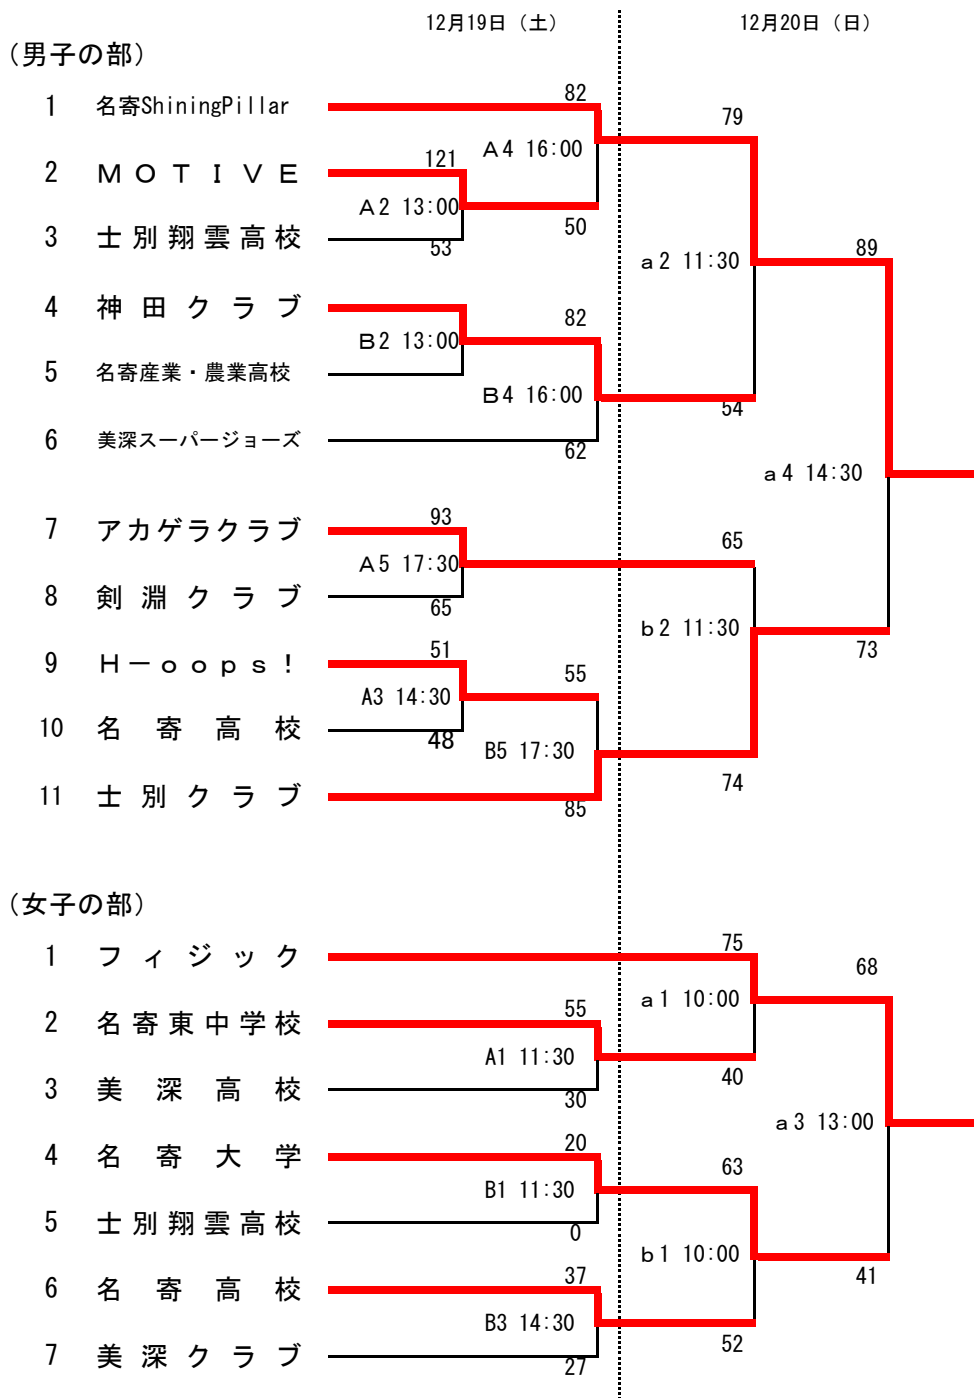 12月19日（土） 12月20日（日）
（男子の部）
82
1 名寄ShiningPillar
79
A4 16:00
121
2 ＭＯＴＩＶＥ
A2 13:00
50
3 士別翔雲高校
53
89
a2 11:30
4 神田クラブ
82
B2 13:00
5 名寄産業・農業高校
B4 16:00
54
6 美深スーパージョーズ
62
a4 14:30
93
7 アカゲラクラブ
65
A5 17:30
8 剣淵クラブ
65
b2 11:30
51
73
9 Ｈ－ｏｏｐｓ！
55
A3 14:30
10 名寄高校
48
B5 17:30
74
11 士別クラブ
85
（女子の部）
75
1 フィジック
68
a1 10:00
55
2 名寄東中学校
A1 11:30
40
3 美深高校
30
a3 13:00
20
4 名寄大学
63
B1 11:30
5 士別翔雲高校
0
b1 10:00
37
41
6 名寄高校
B3 14:30
52
7 美深クラブ
27